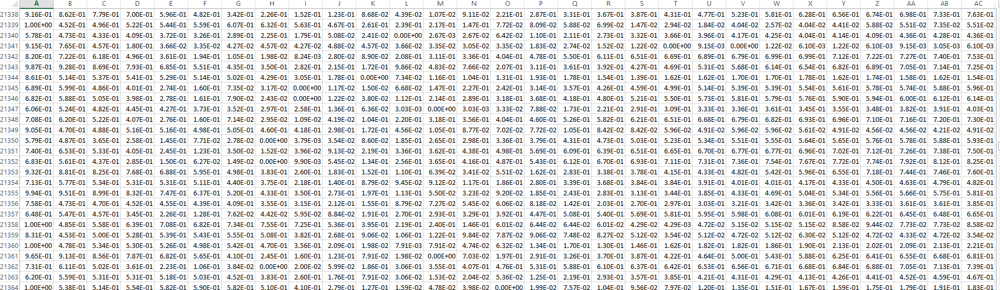 A B C D E F G H I J K L M N O P Q R S T U V W X Y Z AA AB AC
21338 9.16E-01 8.62E-01 7.79E-01 7.00E-01 5.96E-01 4.82E-01 3.42E-01 2.26E-01 1.52E-01 1.23E-01 8.68E-02 4.39E-02 1.07E-02 9.11E-02 2.21E-01 2.87E-01 3.31E-01 3.67E-01 3.87E-01 4.31E-01 4.77E-01 5.23E-01 5.81E-01 6.28E-01 6.56E-01 6.74E-01 6.98E-01 7.33E-01 7.63E-01
21339 1.00E+00 4.52E-01 4.96E-01 5.22E-01 5.44E-01 5.59E-01 6.07E-01 6.32E-01 5.63E-01 4.67E-01 2.61E-01 2.39E-01 2.17E-01 1.47E-01 7.72E-02 8.09E-02 5.88E-02 6.99E-02 1.47E-02 2.94E-02 1.84E-02 4.04E-02 2.57E-02 4.04E-02 4.41E-02 5.88E-02 5.51E-02 7.35E-02 5.51E-02
21340 5.78E-01 4.73E-01 4.33E-01 4.09E-01 3.72E-01 3.26E-01 2.89E-01 2.25E-01 1.79E-01 5.08E-02 2.41E-02 0.00E+00 2.67E-03 2.67E-02 6.42E-02 1.10E-01 2.11E-01 2.73E-01 3.32E-01 3.66E-01 3.96E-01 4.17E-01 4.25E-01 4.04E-01 4.14E-01 4.09E-01 4.36E-01 4.28E-01 4.36E-01
21341 9.15E-01 7.65E-01 4.57E-01 1.80E-01 3.66E-02 3.35E-02 4.27E-02 4.57E-02 4.27E-02 4.88E-02 4.57E-02 3.66E-02 3.35E-02 3.05E-02 3.35E-02 1.83E-02 2.74E-02 1.52E-02 1.22E-02 0.00E+00 9.15E-03 0.00E+00 1.22E-02 6.10E-03 1.22E-02 6.10E-03 9.15E-03 3.05E-03 6.10E-03
21342 8.20E-01 7.22E-01 6.18E-01 4.96E-01 3.61E-01 1.94E-01 1.05E-01 1.98E-02 8.24E-03 2.80E-02 8.90E-02 2.08E-01 3.11E-01 3.36E-01 4.04E-01 4.78E-01 5.50E-01 6.11E-01 6.51E-01 6.69E-01 6.89E-01 6.79E-01 6.99E-01 6.99E-01 7.12E-01 7.22E-01 7.27E-01 7.40E-01 7.53E-01
21343 9.87E-01 9.28E-01 8.69E-01 7.93E-01 6.85E-01 5.51E-01 4.35E-01 3.50E-01 2.82E-01 2.15E-01 1.72E-01 9.86E-02 4.83E-02 7.66E-02 2.07E-01 3.11E-01 3.61E-01 3.92E-01 4.27E-01 4.69E-01 5.31E-01 5.68E-01 6.14E-01 6.54E-01 6.82E-01 6.89E-01 7.05E-01 7.14E-01 7.25E-01
21344 8.61E-01 5.14E-01 5.37E-01 5.41E-01 5.29E-01 5.14E-01 5.02E-01 4.29E-01 3.05E-01 1.78E-01 0.00E+00 7.34E-02 1.16E-01 1.04E-01 1.31E-01 1.93E-01 1.78E-01 1.54E-01 1.39E-01 1.62E-01 1.62E-01 1.70E-01 1.70E-01 1.78E-01 1.62E-01 1.74E-01 1.58E-01 1.62E-01 1.54E-01
21345 6.89E-01 5.99E-01 4.86E-01 4.01E-01 2.74E-01 1.60E-01 7.35E-02 3.17E-02 0.00E+00 1.17E-02 1.50E-02 6.68E-02 1.47E-01 2.27E-01 2.42E-01 3.14E-01 3.57E-01 4.26E-01 4.59E-01 4.99E-01 5.14E-01 5.39E-01 5.39E-01 5.54E-01 5.61E-01 5.78E-01 5.74E-01 5.88E-01 5.96E-01
21346 6.82E-01 5.88E-01 5.05E-01 3.98E-01 2.78E-01 1.61E-01 7.90E-02 2.43E-02 0.00E+00 1.22E-02 3.80E-02 1.12E-01 2.14E-01 2.89E-01 3.18E-01 3.68E-01 4.18E-01 4.80E-01 5.21E-01 5.50E-01 5.73E-01 5.81E-01 5.79E-01 5.76E-01 5.90E-01 5.94E-01 6.00E-01 6.12E-01 6.14E-01
21347 6.06E-01 5.24E-01 4.82E-01 4.45E-01 4.27E-01 3.73E-01 3.52E-01 2.97E-01 2.58E-01 1.36E-01 6.36E-02 3.03E-03 0.00E+00 3.03E-03 3.33E-02 7.88E-02 1.73E-01 2.21E-01 2.91E-01 3.09E-01 3.33E-01 3.36E-01 3.61E-01 3.45E-01 3.55E-01 3.48E-01 3.82E-01 3.91E-01 4.03E-01
21348 7.08E-01 6.20E-01 5.22E-01 4.07E-01 2.76E-01 1.60E-01 7.14E-02 2.95E-02 1.09E-02 4.19E-02 1.04E-01 2.20E-01 3.18E-01 3.56E-01 4.04E-01 4.60E-01 5.26E-01 5.82E-01 6.21E-01 6.51E-01 6.68E-01 6.79E-01 6.82E-01 6.93E-01 6.96E-01 7.10E-01 7.16E-01 7.20E-01 7.30E-01
21349 9.05E-01 4.70E-01 4.88E-01 5.16E-01 5.16E-01 4.98E-01 5.05E-01 4.60E-01 4.18E-01 2.98E-01 1.72E-01 4.56E-02 1.05E-01 8.77E-02 7.02E-02 7.72E-02 1.05E-01 8.42E-02 8.42E-02 5.96E-02 4.91E-02 5.96E-02 5.96E-02 5.61E-02 4.91E-02 4.56E-02 4.56E-02 4.21E-02 4.91E-02
21350 5.79E-01 4.87E-01 3.65E-01 2.58E-01 1.45E-01 7.71E-02 2.78E-02 0.00E+00 3.79E-03 3.54E-02 8.60E-02 1.85E-01 2.65E-01 2.98E-01 3.36E-01 3.79E-01 4.31E-01 4.73E-01 5.03E-01 5.23E-01 5.34E-01 5.51E-01 5.55E-01 5.64E-01 5.65E-01 5.76E-01 5.78E-01 5.88E-01 5.93E-01
21351 7.40E-01 6.53E-01 5.33E-01 4.05E-01 2.45E-01 1.23E-01 3.50E-02 1.52E-02 3.96E-02 9.13E-02 2.19E-01 3.36E-01 3.62E-01 4.38E-01 4.98E-01 5.69E-01 6.09E-01 6.39E-01 6.51E-01 6.65E-01 6.70E-01 6.77E-01 6.77E-01 6.96E-01 7.02E-01 7.12E-01 7.26E-01 7.38E-01 7.50E-01
21352 6.83E-01 5.61E-01 4.37E-01 2.85E-01 1.50E-01 6.27E-02 1.49E-02 0.00E+00 9.90E-03 5.45E-02 1.34E-01 2.56E-01 3.65E-01 4.16E-01 4.87E-01 5.43E-01 6.12E-01 6.70E-01 6.93E-01 7.11E-01 7.31E-01 7.36E-01 7.54E-01 7.67E-01 7.72E-01 7.74E-01 7.92E-01 8.12E-01 8.25E-01
21353 9.32E-01 8.81E-01 8.25E-01 7.68E-01 6.88E-01 5.95E-01 4.98E-01 3.83E-01 2.60E-01 1.83E-01 1.52E-01 1.10E-01 6.39E-02 3.41E-02 5.51E-02 1.62E-01 2.83E-01 3.38E-01 3.78E-01 4.15E-01 4.33E-01 4.82E-01 5.42E-01 5.96E-01 6.55E-01 7.18E-01 7.44E-01 7.46E-01 7.60E-01
21354 7.13E-01 5.77E-01 5.34E-01 5.31E-01 5.31E-01 5.11E-01 4.40E-01 3.75E-01 2.18E-01 1.40E-01 8.79E-02 9.45E-02 9.12E-02 1.17E-01 1.86E-01 2.80E-01 3.39E-01 3.68E-01 3.84E-01 3.84E-01 3.91E-01 4.01E-01 4.01E-01 4.17E-01 4.33E-01 4.50E-01 4.63E-01 4.79E-01 4.82E-01
21355 9.94E-01 9.51E-01 8.99E-01 8.32E-01 7.47E-01 6.37E-01 5.20E-01 4.33E-01 3.50E-01 2.73E-01 1.97E-01 1.13E-01 5.50E-02 3.23E-02 9.20E-02 1.85E-01 2.43E-01 2.83E-01 3.13E-01 3.44E-01 3.85E-01 4.33E-01 4.69E-01 5.04E-01 5.34E-01 5.56E-01 5.66E-01 5.75E-01 5.81E-01
21356 7.58E-01 4.73E-01 4.70E-01 4.52E-01 4.55E-01 4.39E-01 4.09E-01 3.55E-01 3.15E-01 2.12E-01 1.55E-01 8.79E-02 7.27E-02 5.45E-02 6.06E-02 8.18E-02 1.42E-01 2.03E-01 2.70E-01 2.97E-01 3.03E-01 3.21E-01 3.42E-01 3.36E-01 3.42E-01 3.33E-01 3.61E-01 3.61E-01 3.85E-01
21357 6.48E-01 5.47E-01 4.57E-01 3.45E-01 2.26E-01 1.28E-01 7.62E-02 4.42E-02 5.95E-02 8.84E-02 1.91E-01 2.70E-01 2.93E-01 3.29E-01 3.92E-01 4.47E-01 5.08E-01 5.40E-01 5.69E-01 5.81E-01 5.95E-01 5.98E-01 6.08E-01 6.01E-01 6.19E-01 6.22E-01 6.45E-01 6.48E-01 6.65E-01
21358 1.00E+00 4.85E-01 5.58E-01 6.39E-01 7.08E-01 6.82E-01 7.34E-01 7.55E-01 7.25E-01 5.36E-01 3.95E-01 2.19E-01 2.40E-01 1.46E-01 6.01E-02 6.44E-02 6.44E-02 6.01E-02 4.29E-02 4.29E-03 4.72E-02 5.15E-02 5.15E-02 5.15E-02 8.58E-02 9.44E-02 7.73E-02 7.73E-02 8.58E-02
21359 8.31E-01 4.53E-01 5.00E-01 5.28E-01 5.39E-01 5.43E-01 5.55E-01 5.08E-01 3.82E-01 2.68E-01 9.06E-02 1.06E-01 1.22E-01 9.84E-02 7.87E-02 9.06E-02 7.48E-02 8.27E-02 5.12E-02 3.54E-02 5.12E-02 4.72E-02 5.12E-02 6.30E-02 5.12E-02 4.72E-02 4.33E-02 4.72E-02 3.54E-02
21360 1.00E+00 4.78E-01 5.34E-01 5.30E-01 5.26E-01 4.98E-01 5.42E-01 4.70E-01 3.56E-01 2.09E-01 1.98E-02 7.91E-03 7.91E-02 4.74E-02 6.32E-02 1.34E-01 1.70E-01 1.30E-01 1.46E-01 1.62E-01 1.82E-01 1.82E-01 1.86E-01 1.90E-01 2.13E-01 2.02E-01 2.09E-01 2.13E-01 2.21E-01
21361 9.65E-01 9.13E-01 8.56E-01 7.87E-01 6.82E-01 5.65E-01 4.10E-01 2.45E-01 1.60E-01 1.23E-01 7.91E-02 1.98E-02 0.00E+00 7.03E-02 1.97E-01 2.91E-01 3.26E-01 3.70E-01 3.87E-01 4.22E-01 4.64E-01 5.00E-01 5.43E-01 5.88E-01 6.25E-01 6.41E-01 6.55E-01 6.68E-01 6.81E-01
21362 7.31E-01 6.11E-01 5.02E-01 3.61E-01 2.23E-01 1.06E-01 3.84E-02 0.00E+00 2.00E-02 5.99E-02 1.86E-01 3.06E-01 3.55E-01 4.07E-01 4.76E-01 5.31E-01 5.88E-01 6.10E-01 6.37E-01 6.42E-01 6.53E-01 6.56E-01 6.71E-01 6.68E-01 6.84E-01 6.88E-01 7.05E-01 7.13E-01 7.39E-01
21363 6.20E-01 5.59E-01 5.31E-01 5.31E-01 5.18E-01 5.03E-01 4.52E-01 3.83E-01 2.60E-01 1.76E-01 7.91E-02 3.06E-02 1.53E-02 2.04E-02 5.36E-02 1.25E-01 2.19E-01 2.93E-01 3.57E-01 3.85E-01 4.21E-01 4.31E-01 4.29E-01 4.13E-01 4.26E-01 4.41E-01 4.52E-01 4.59E-01 4.67E-01
21364 1.00E+00 5.38E-01 5.14E-01 5.54E-01 5.82E-01 5.90E-01 5.82E-01 5.10E-01 4.10E-01 2.79E-01 1.27E-01 1.59E-02 4.78E-02 3.98E-02 0.00E+00 1.99E-02 7.57E-02 1.04E-01 9.56E-02 7.97E-02 1.20E-01 1.35E-01 1.51E-01 1.67E-01 1.59E-01 1.75E-01 1.79E-01 1.91E-01 1.83E-01